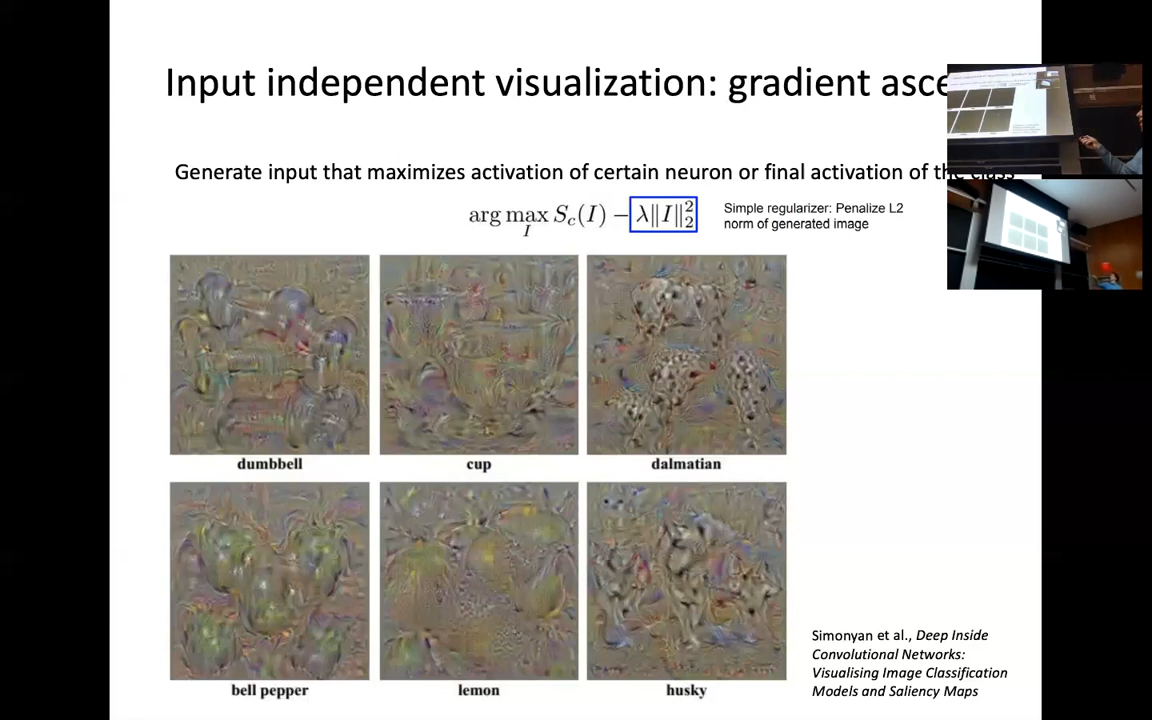 Input independent visualization: gradient asce
Generate input that maximizes activation of certain neuron or final activation of the class
arg max S_c(I) − λ||I||₂²
I
Simple regularizer: Penalize L2
norm of generated image
dumbbell
cup
dalmatian
bell pepper
lemon
husky
Simonyan et al., Deep Inside
Convolutional Networks:
Visualising Image Classification
Models and Saliency Maps